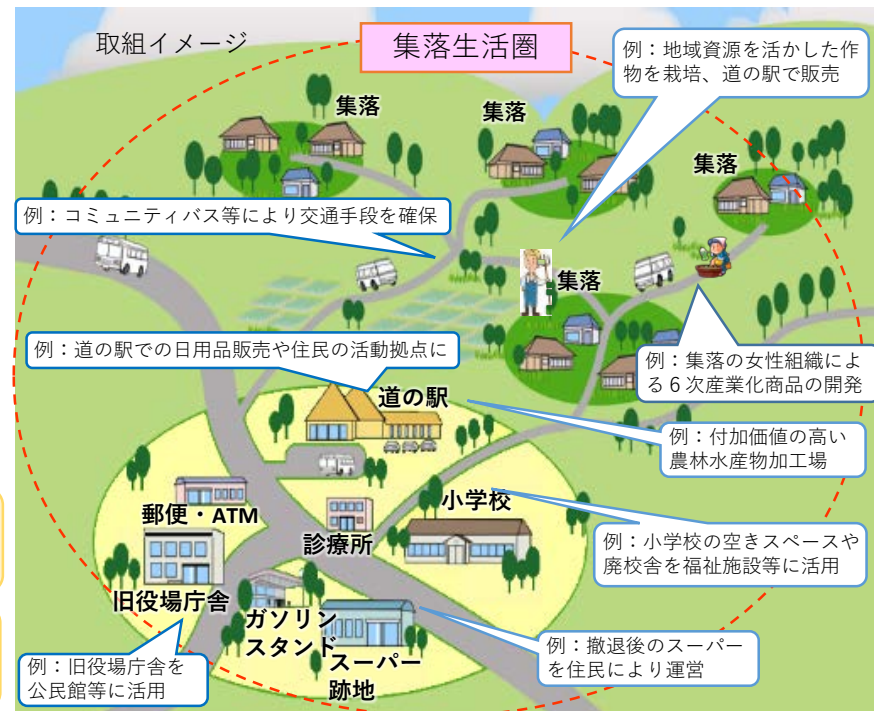 取組イメージ
集落生活圏
例：地域資源を活かした作
物を栽培、道の駅で販売
集落
集落
集落
例：コミュニティバス等により交通手段を確保
集落
例：道の駅での日用品販売や住民の活動拠点に
例：集落の女性組織によ
る６次産業化商品の開発
道の駅
例：付加価値の高い
農林水産物加工場
小学校
郵便・ATM
診療所
例：小学校の空きスペースや
廃校舎を福祉施設等に活用
旧役場庁舎
ガソリン
スタンド
スーパー
跡地
例：撤退後のスーパー
を住民により運営
例：旧役場庁舎を
公民館等に活用